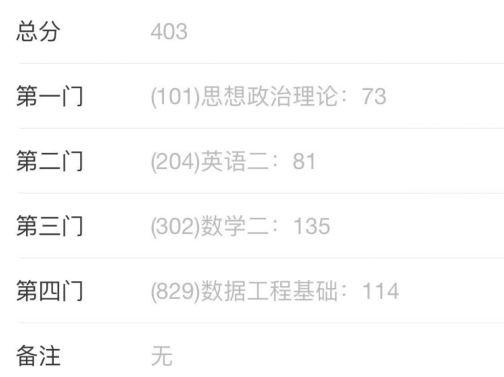 总分 403
第一门 (101)思想政治理论：73
第二门 (204)英语二：81
第三门 (302)数学二：135
第四门 (829)数据工程基础：114
备注 无